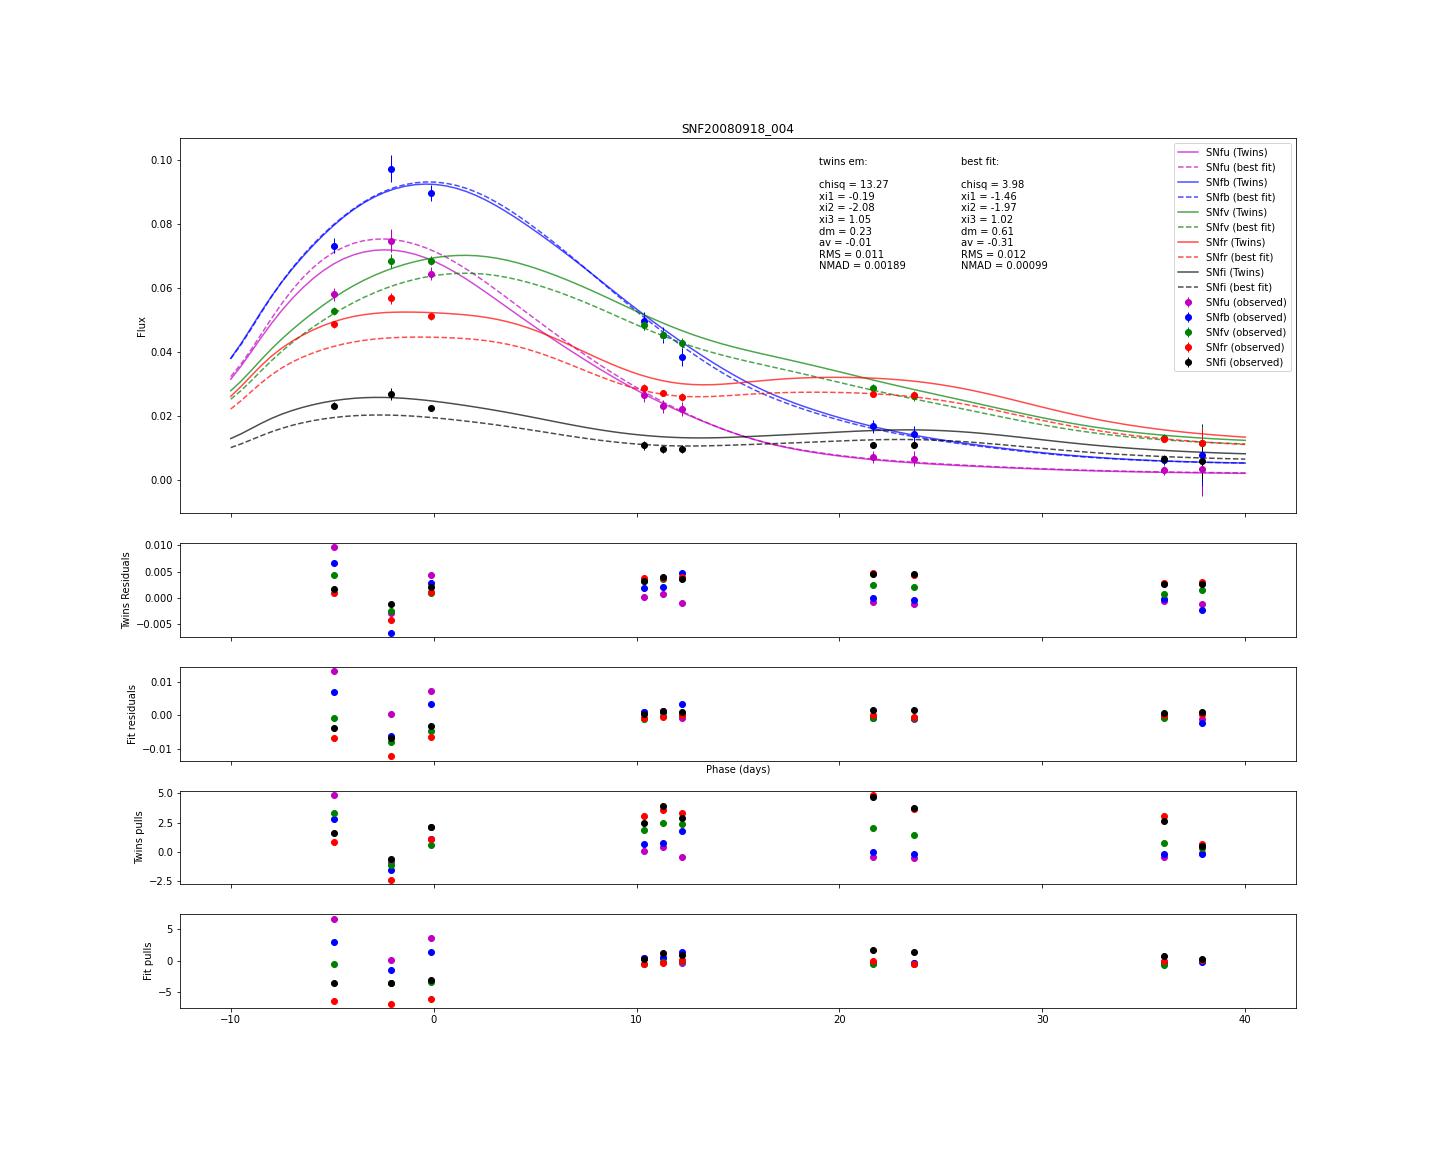 SNF20080918_004
Flux
0.10
0.08
0.06
0.04
0.02
0.00
twins em:
chisq = 13.27
xi1 = -0.19
xi2 = -2.08
xi3 = 1.05
dm = 0.23
av = -0.01
RMS = 0.011
NMAD = 0.00189
best fit:
chisq = 3.98
xi1 = -1.46
xi2 = -1.97
xi3 = 1.02
dm = 0.61
av = -0.31
RMS = 0.012
NMAD = 0.00099
SNfu (Twins)
SNfu (best fit)
SNfb (Twins)
SNfb (best fit)
SNfv (Twins)
SNfv (best fit)
SNfr (Twins)
SNfr (best fit)
SNfi (Twins)
SNfi (best fit)
SNfu (observed)
SNfb (observed)
SNfv (observed)
SNfr (observed)
SNfi (observed)
Twins Residuals
0.010
0.005
0.000
−0.005
Fit residuals
0.01
0.00
−0.01
Phase (days)
Twins pulls
5.0
2.5
0.0
−2.5
Fit pulls
5
0
−5
−10
0
10
20
30
40